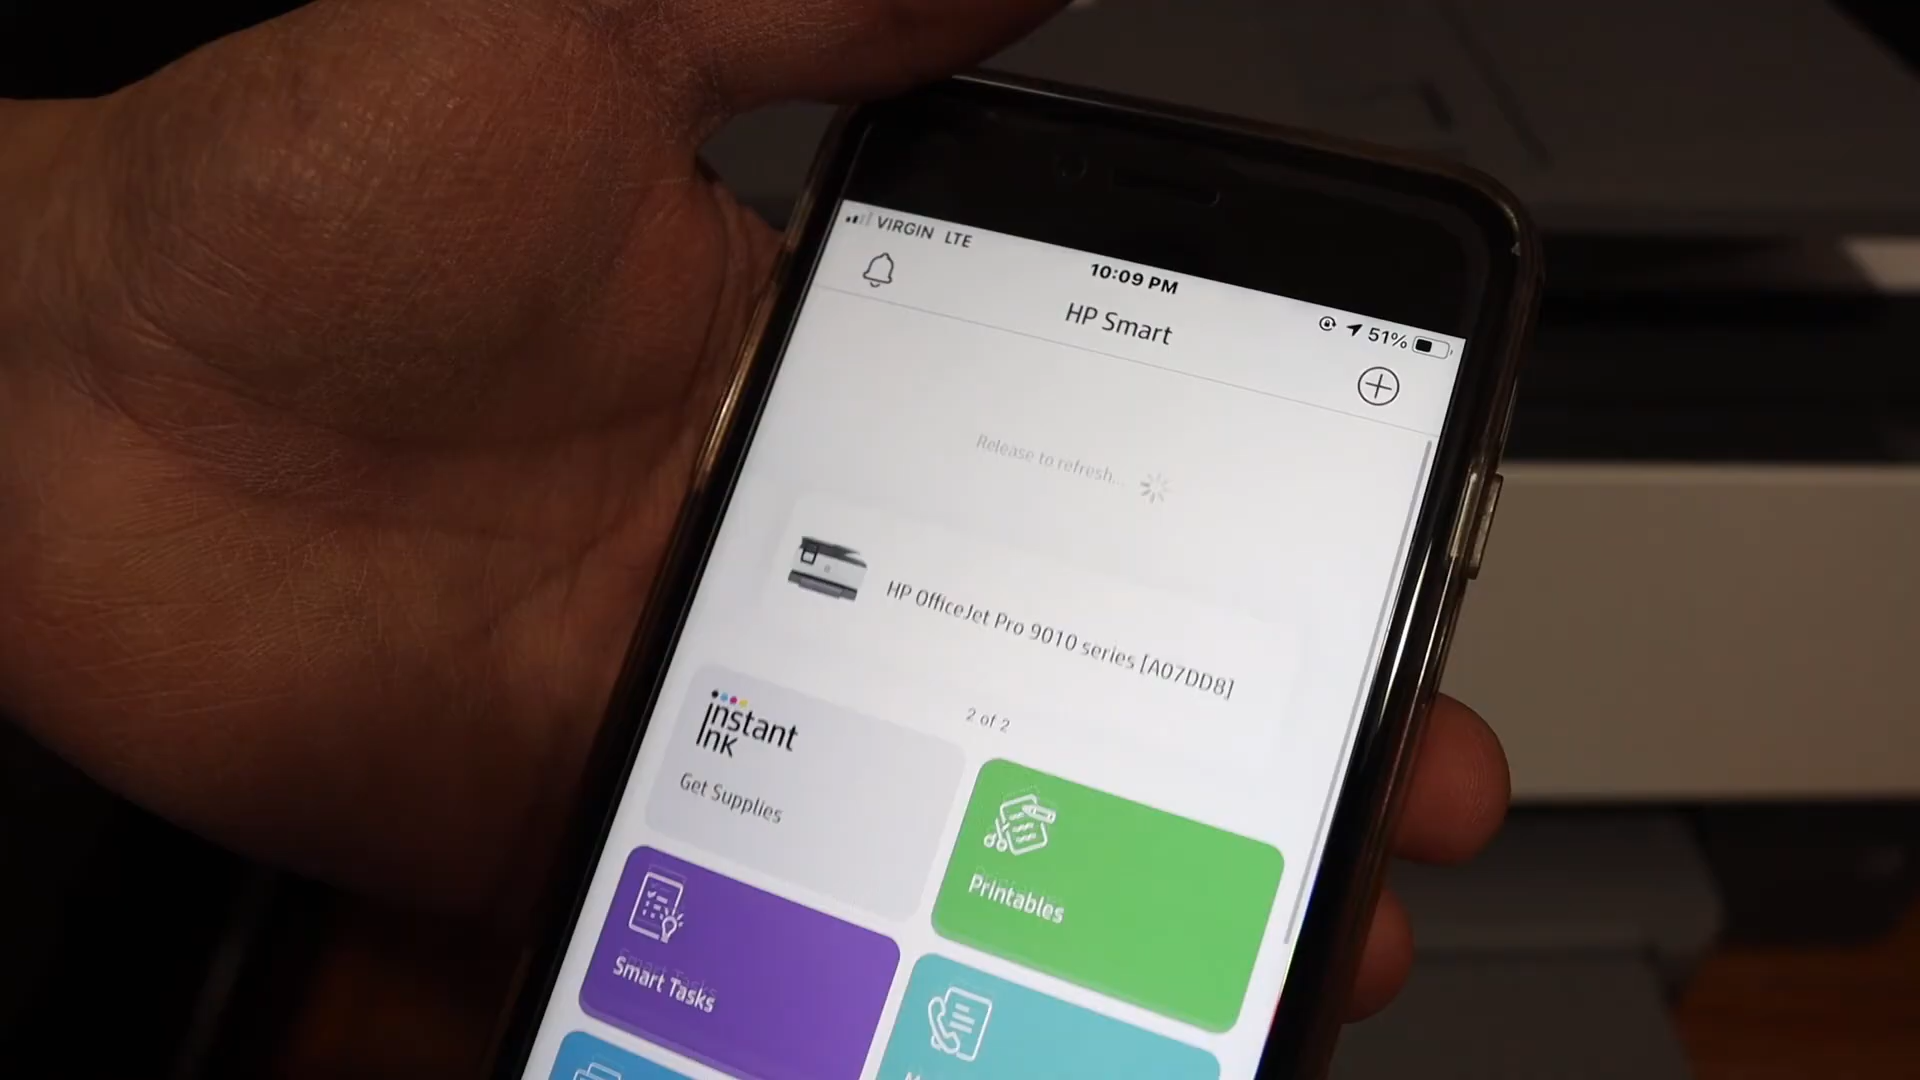 VIRGIN LTE
10:09 PM
51%
HP Smart
Release to refresh...
HP OfficeJet Pro 9010 series [A07DD8]
2 of 2
instant
ink
Get Supplies
Printables
Smart Tasks